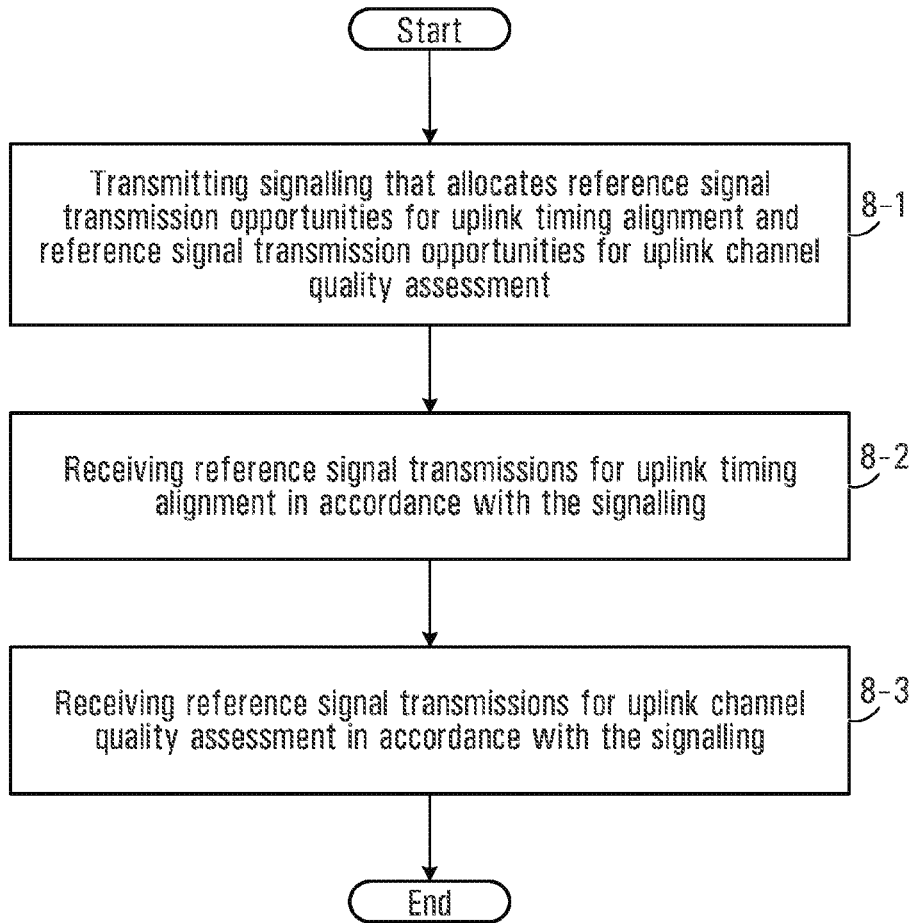 Start
Transmitting signalling that allocates reference signal
transmission opportunities for uplink timing alignment and
reference signal transmission opportunities for uplink channel
quality assessment
8-1
Receiving reference signal transmissions for uplink timing
alignment in accordance with the signalling
8-2
Receiving reference signal transmissions for uplink channel
quality assessment in accordance with the signalling
8-3
End